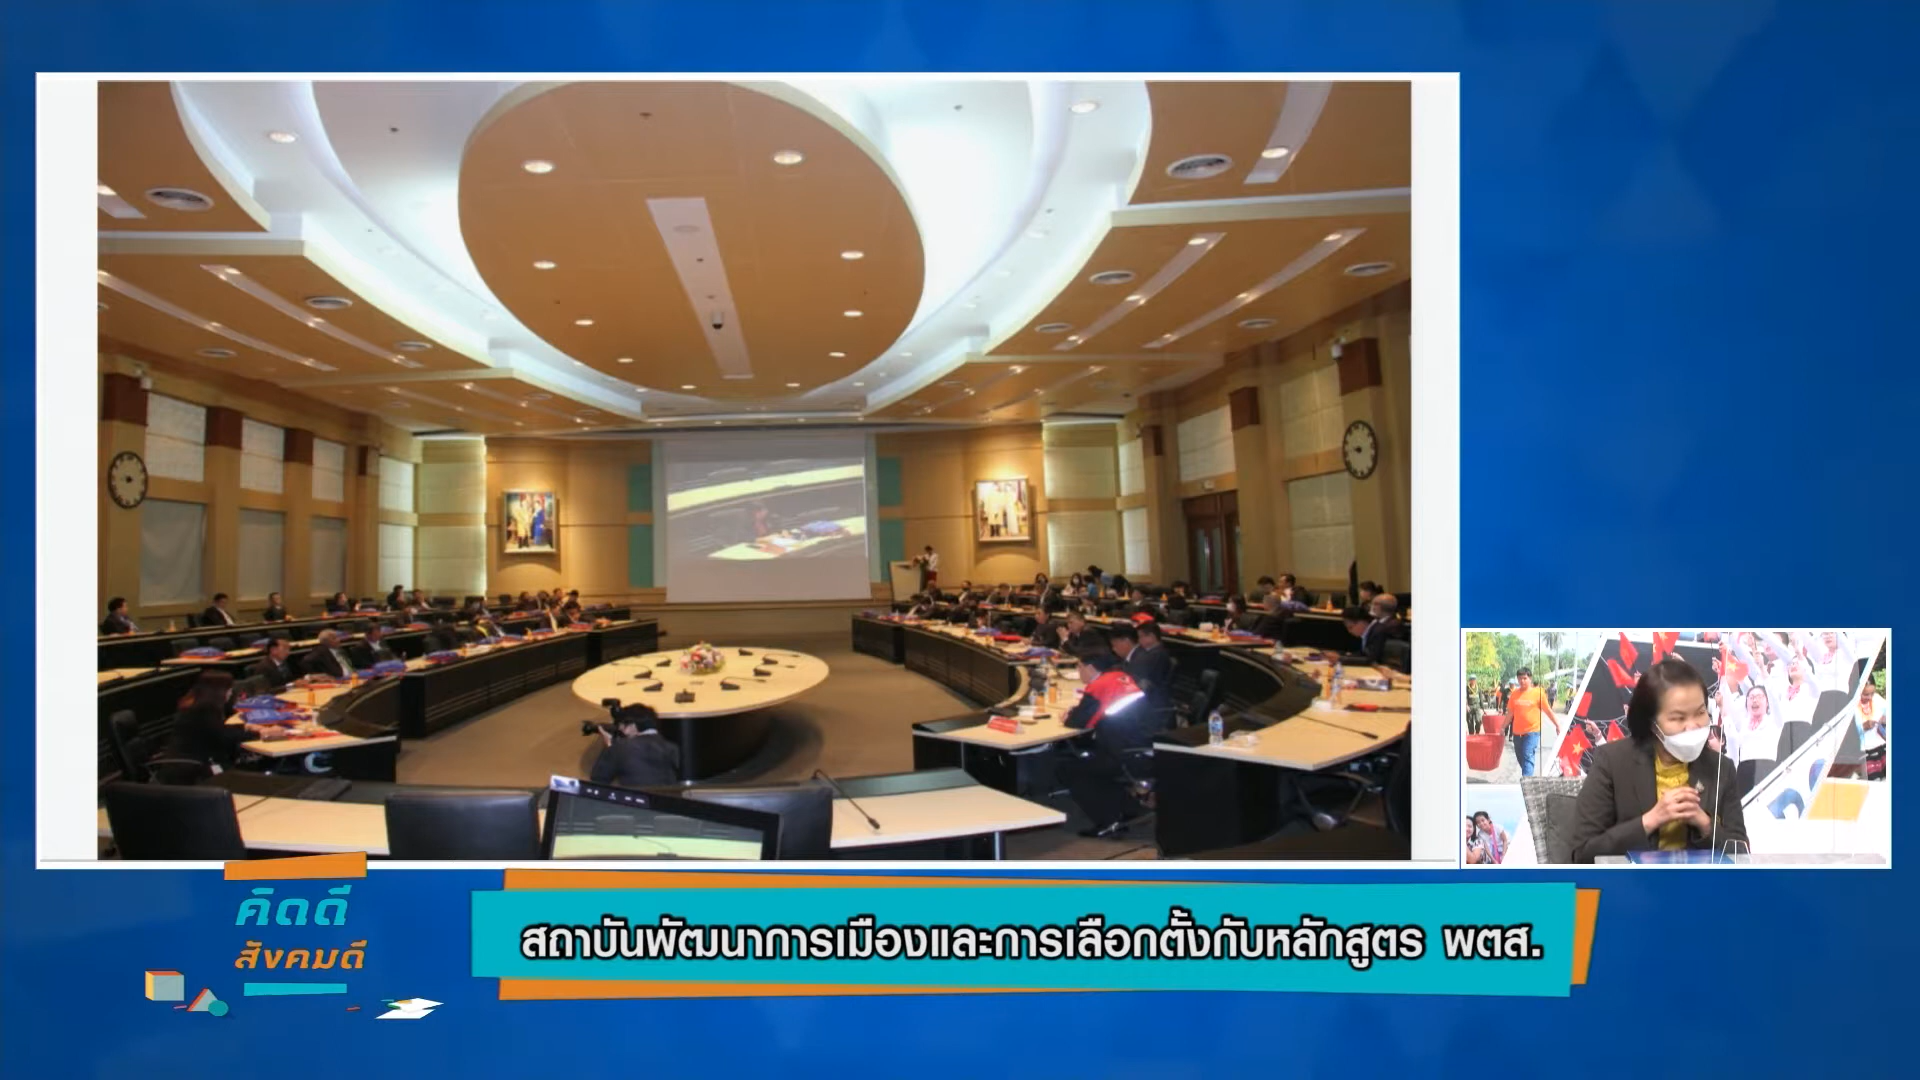 คิดดี
สังคมดี
สถาบันพัฒนาการเมืองและการเลือกตั้งกับหลักสูตร พตส.